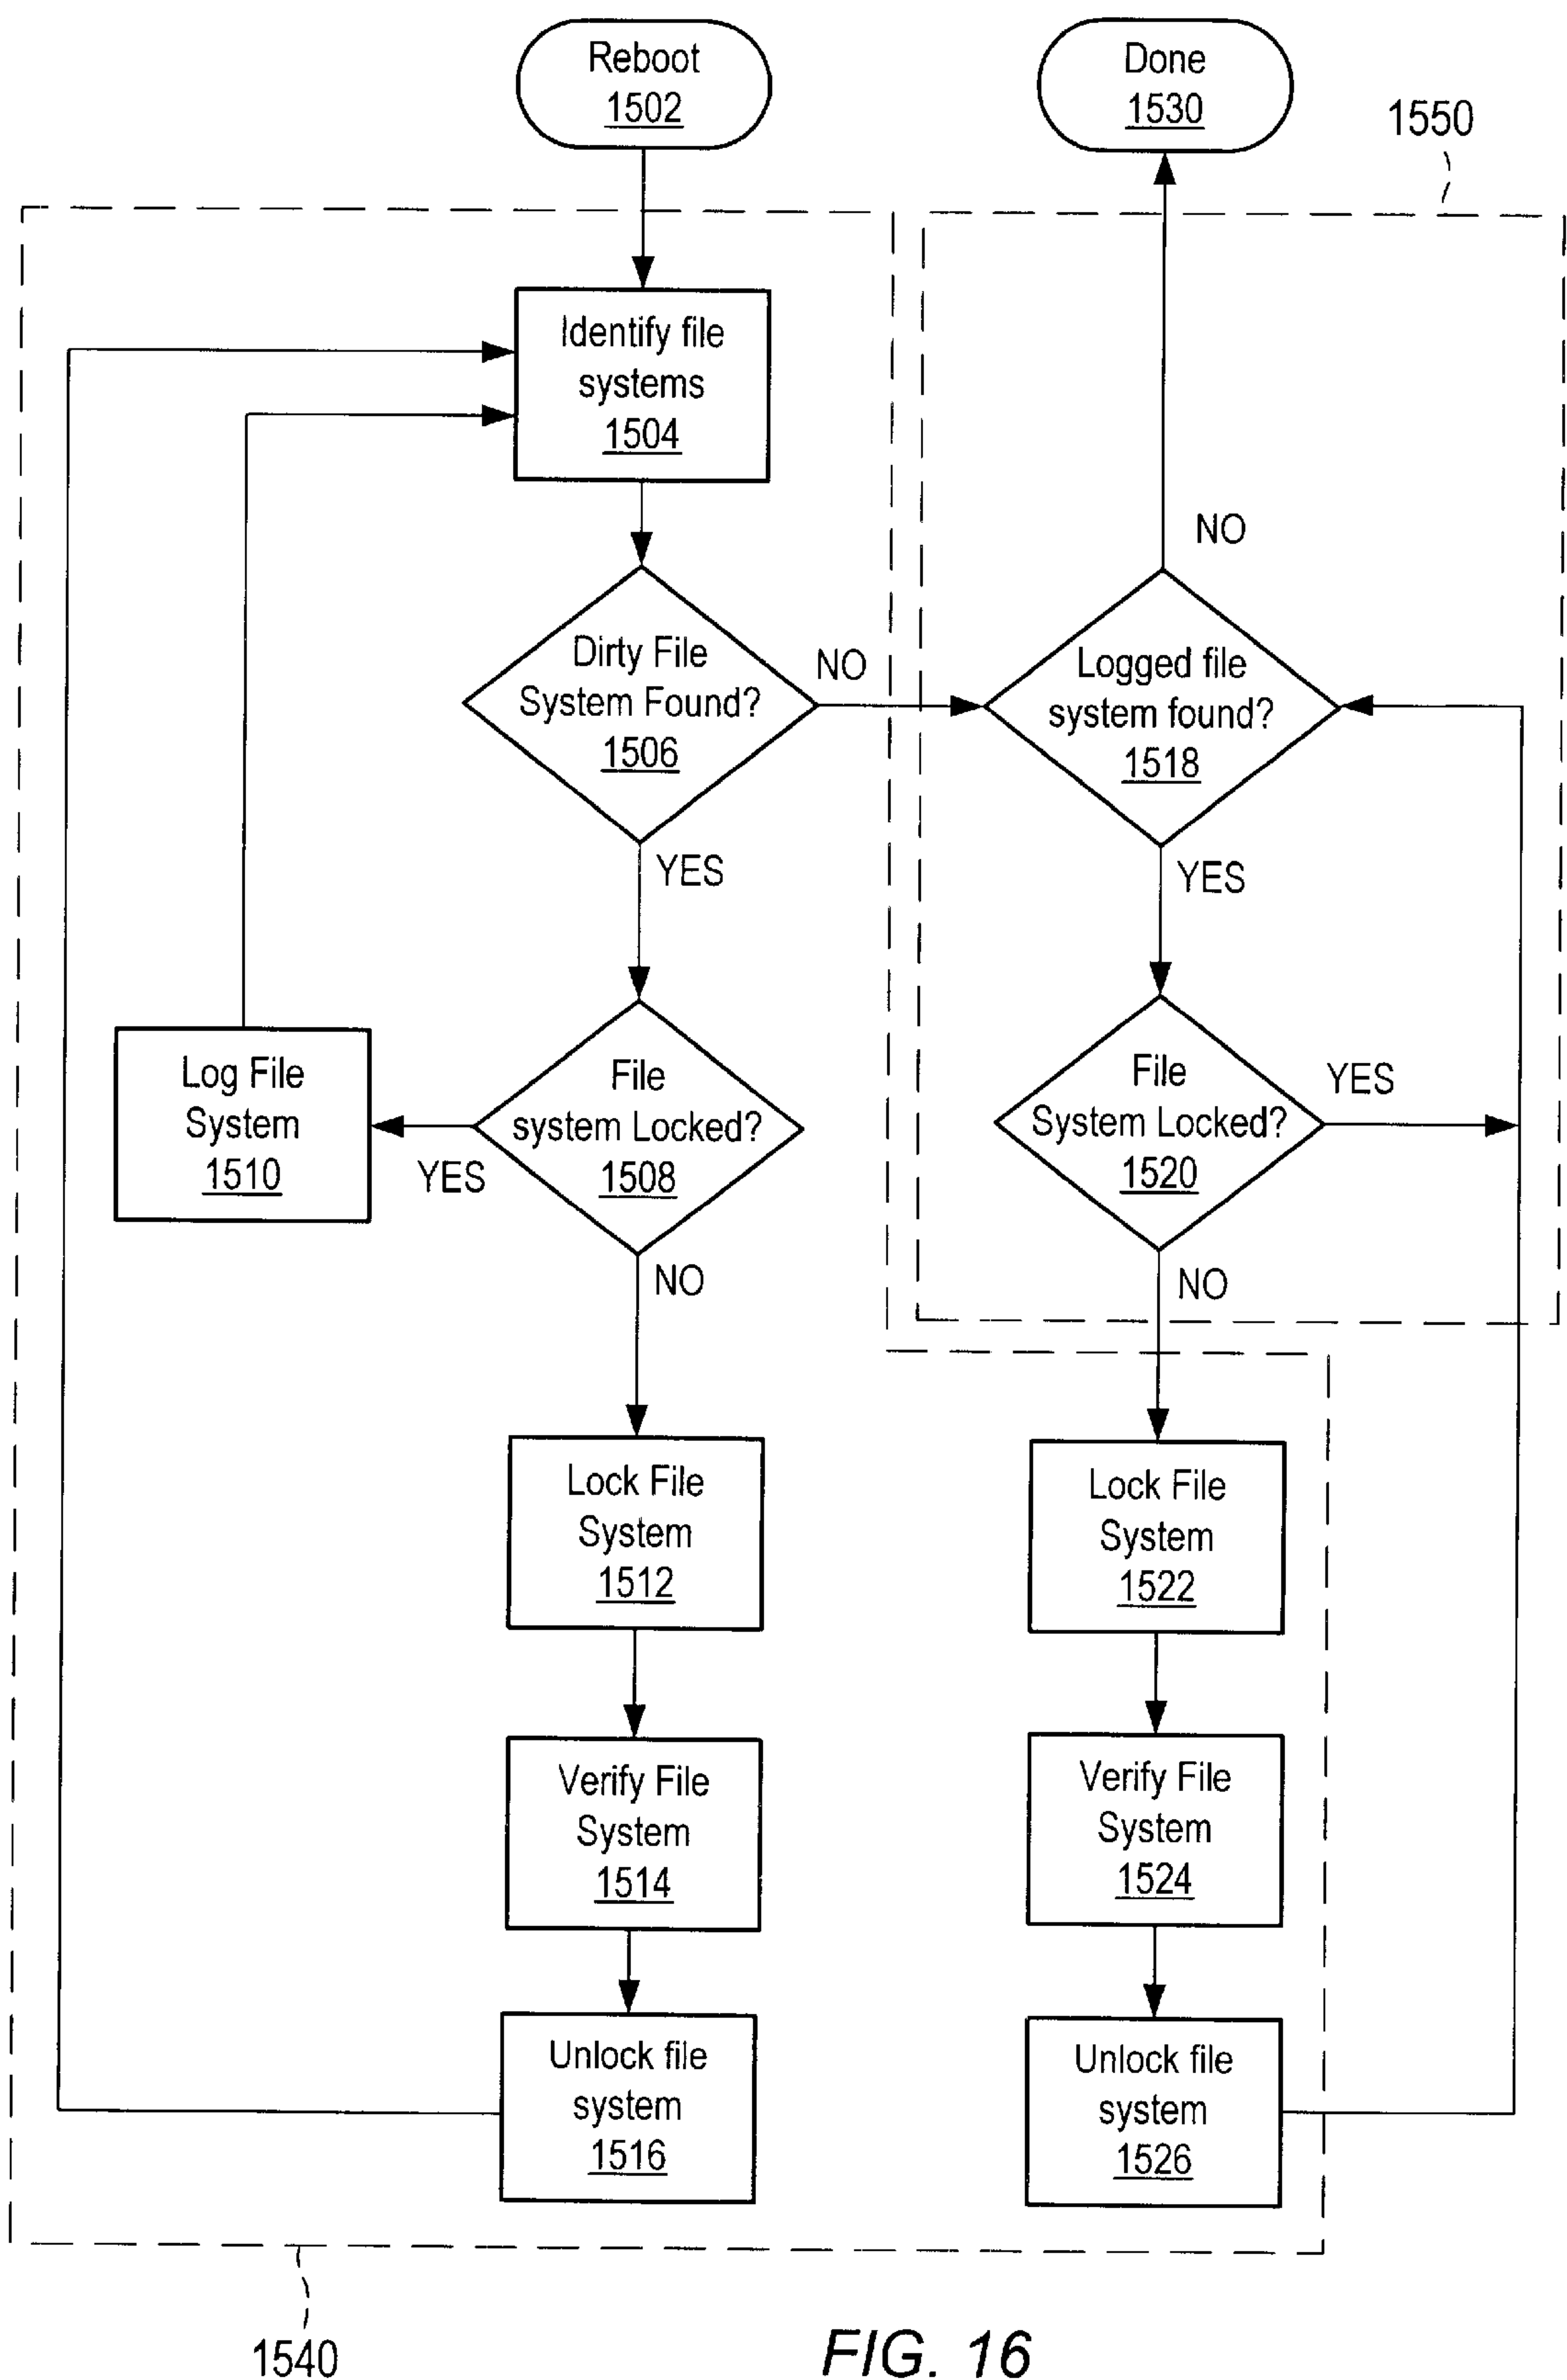 Reboot
1502
Done
1530
1550
Identify file
systems
1504
NO
Dirty File
System Found?
1506
NO
Logged file
system found?
1518
YES
YES
Log File
System
1510
YES
File
system Locked?
1508
File
System Locked?
1520
YES
NO
NO
Lock File
System
1512
Lock File
System
1522
Verify File
System
1514
Verify File
System
1524
Unlock file
system
1516
Unlock file
system
1526
1540
FIG. 16